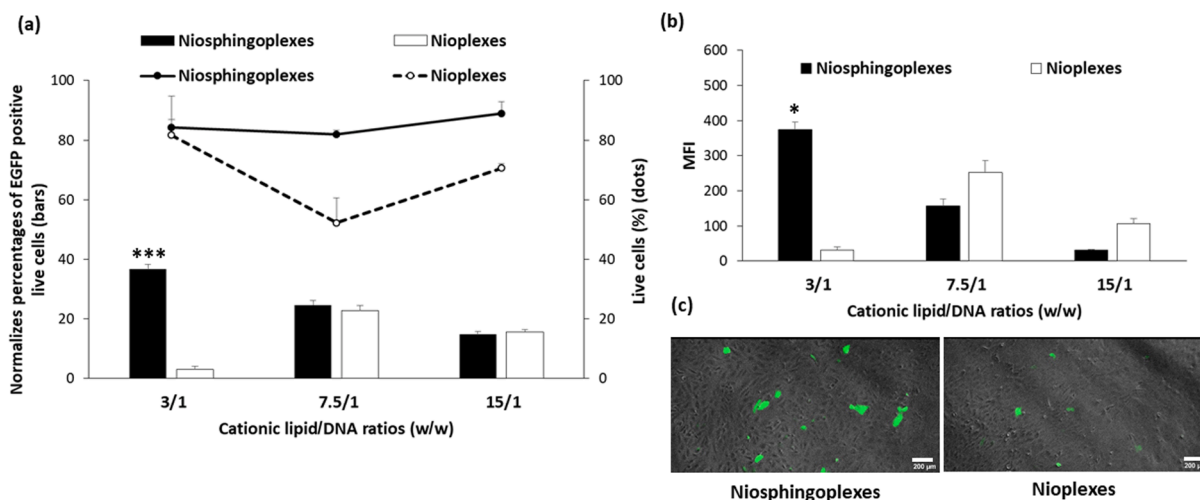 (a)
Niosphingoplexes
Nioplexes
Niosphingoplexes
Nioplexes
100
80
60
40
20
0
Normalizes percentages of EGFP positive
live cells (bars)
***
100
80
60
40
20
0
Live cells (%) (dots)
3/1
7.5/1
15/1
Cationic lipid/DNA ratios (w/w)
(b)
600
500
400
300
200
100
0
MFI
Niosphingoplexes
Nioplexes
*
3/1
7.5/1
15/1
Cationic lipid/DNA ratios (w/w)
(c)
200 µm
200 µm
Niosphingoplexes
Nioplexes